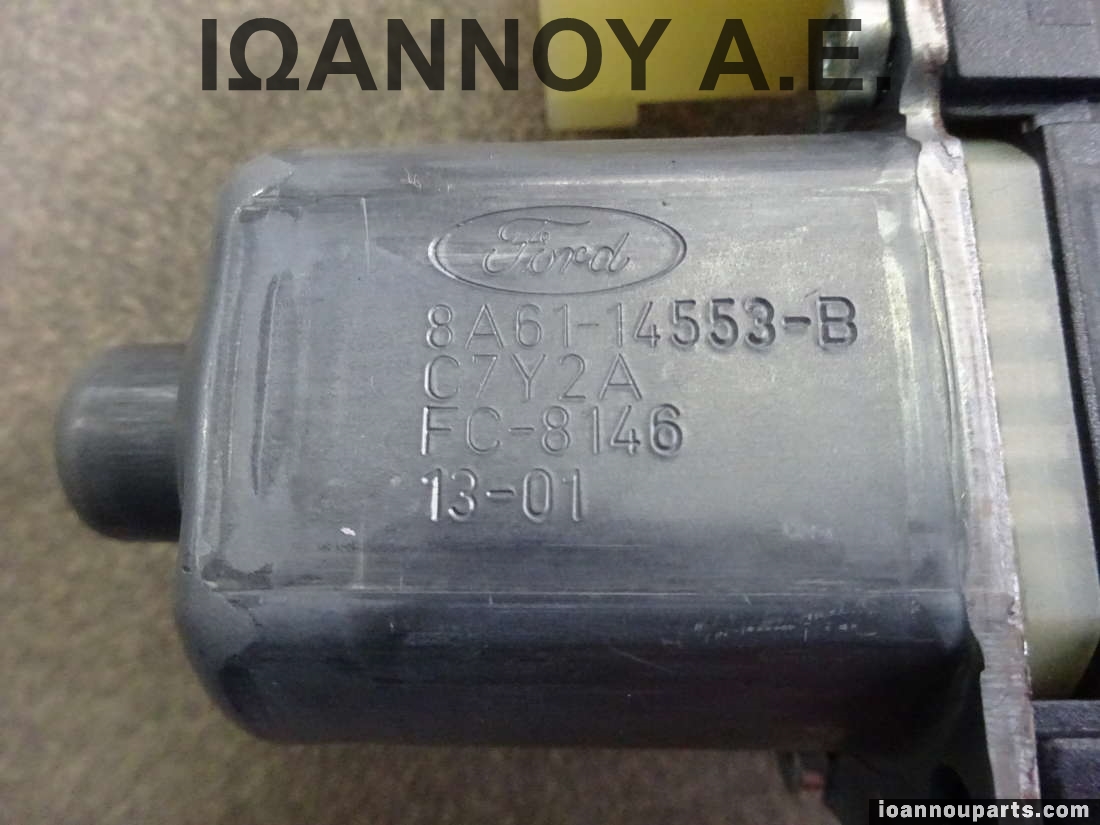 ΙΩΑΝΝΟΥ Α.Ε.
Ford
8A61-14553-B
C7Y2A
FC-8146
13-01
ioannouparts.com